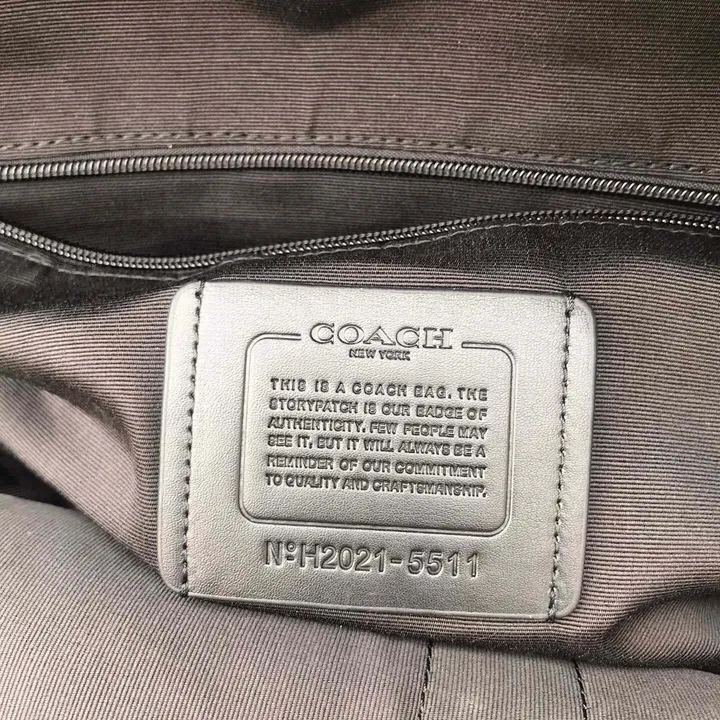 COACH
NEW YORK
THIS IS A COACH BAG. THE
STORYPATCH IS OUR BADGE OF
AUTHENTICITY. FEW PEOPLE MAY
SEE IT, BUT IT WILL ALWAYS BE A
REMINDER OF OUR COMMITMENT
TO QUALITY AND CRAFTSMANSHIP.
NºH2021-5511